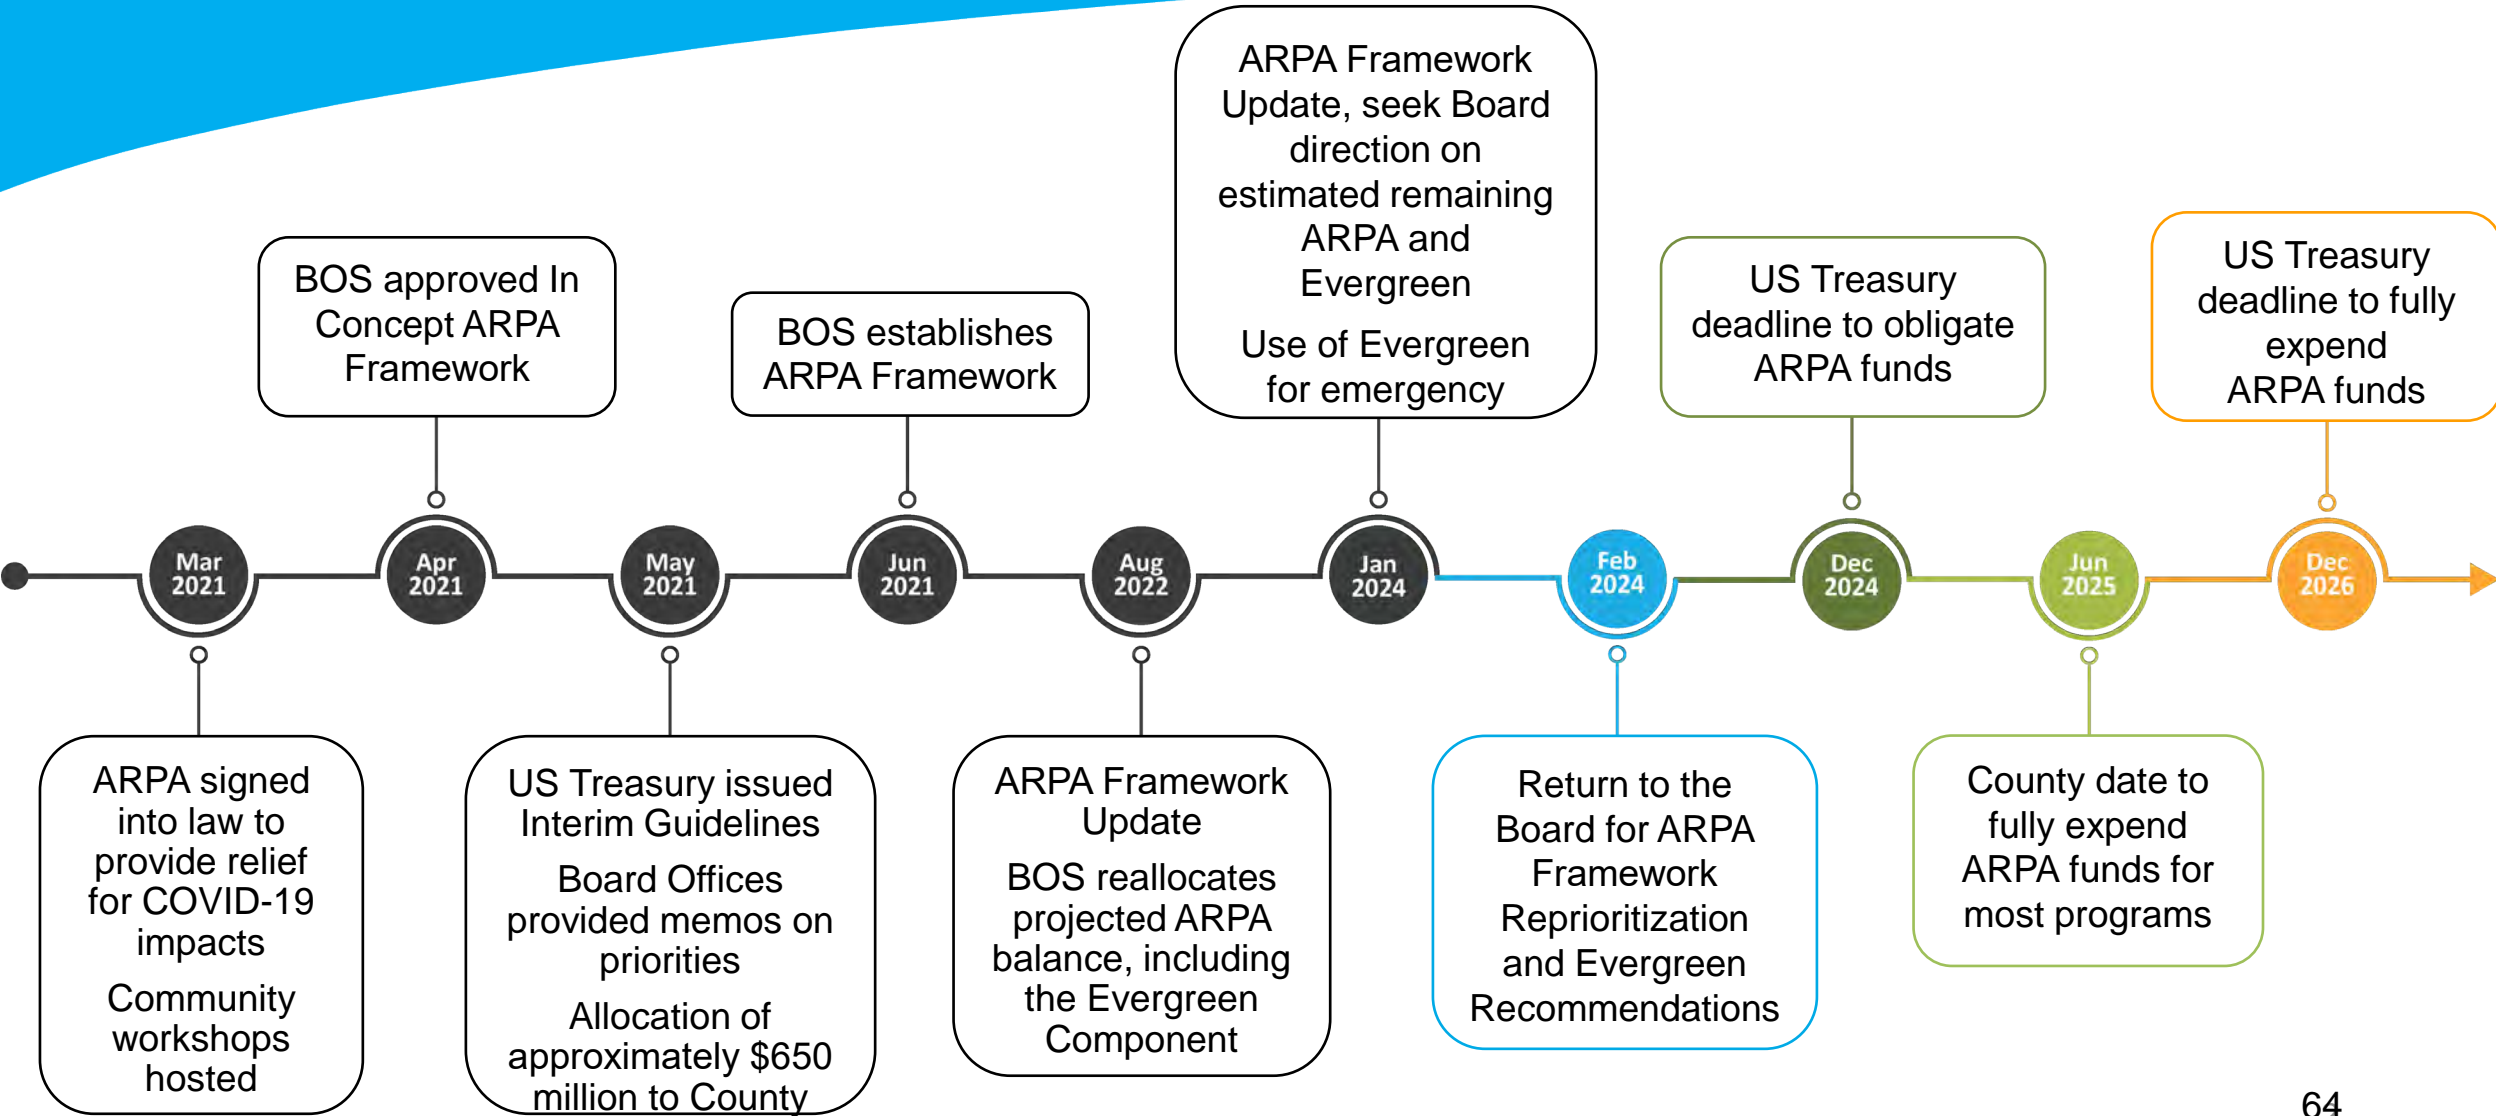 ARPA Framework
Update, seek Board
direction on
estimated remaining
ARPA and
Evergreen
Use of Evergreen
for emergency
BOS approved In
Concept ARPA
Framework
BOS establishes
ARPA Framework
US Treasury
deadline to obligate
ARPA funds
US Treasury
deadline to fully
expend
ARPA funds
Mar
2021
Apr
2021
May
2021
Jun
2021
Aug
2022
Jan
2024
Feb
2024
Dec
2024
Jun
2025
Dec
2026
ARPA signed
into law to
provide relief
for COVID-19
impacts
Community
workshops
hosted
US Treasury issued
Interim Guidelines
Board Offices
provided memos on
priorities
Allocation of
approximately $650
million to County
ARPA Framework
Update
BOS reallocates
projected ARPA
balance, including
the Evergreen
Component
Return to the
Board for ARPA
Framework
Reprioritization
and Evergreen
Recommendations
County date to
fully expend
ARPA funds for
most programs
64